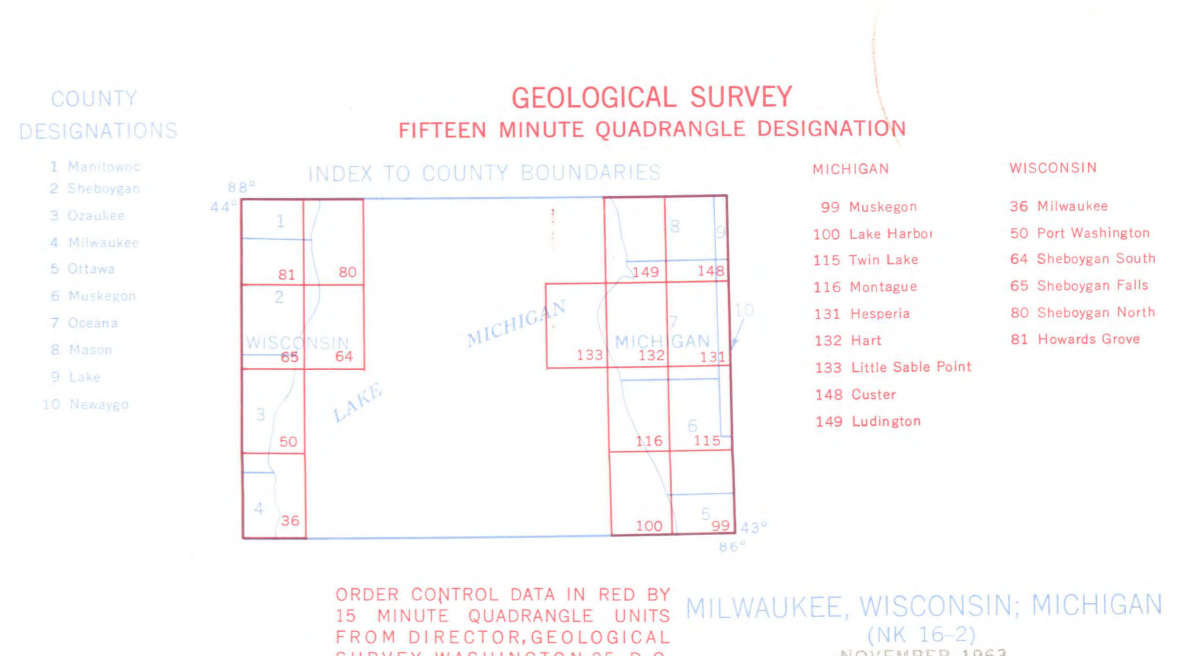 COUNTY
DESIGNATIONS
1 Manitowoc
2 Sheboygan
3 Ozaukee
4 Milwaukee
5 Ottawa
6 Muskegon
7 Oceana
8 Mason
9 Lake
10 Newaygo
GEOLOGICAL SURVEY
FIFTEEN MINUTE QUADRANGLE DESIGNATION
INDEX TO COUNTY BOUNDARIES
88°
44°
1
81
80
2
WISCONSIN
65
64
3
50
4
36
LAKE
MICHIGAN
8
9
149
148
10
7
MICHIGAN
133
132
131
6
116
115
5
100
99
43°
86°
MICHIGAN
99 Muskegon
100 Lake Harbor
115 Twin Lake
116 Montague
131 Hesperia
132 Hart
133 Little Sable Point
148 Custer
149 Ludington
WISCONSIN
36 Milwaukee
50 Port Washington
64 Sheboygan South
65 Sheboygan Falls
80 Sheboygan North
81 Howards Grove
ORDER CONTROL DATA IN RED BY
15 MINUTE QUADRANGLE UNITS
FROM DIRECTOR, GEOLOGICAL
SURVEY, WASHINGTON 25, D.C.
MILWAUKEE, WISCONSIN; MICHIGAN
(NK 16-2)
NOVEMBER 1963